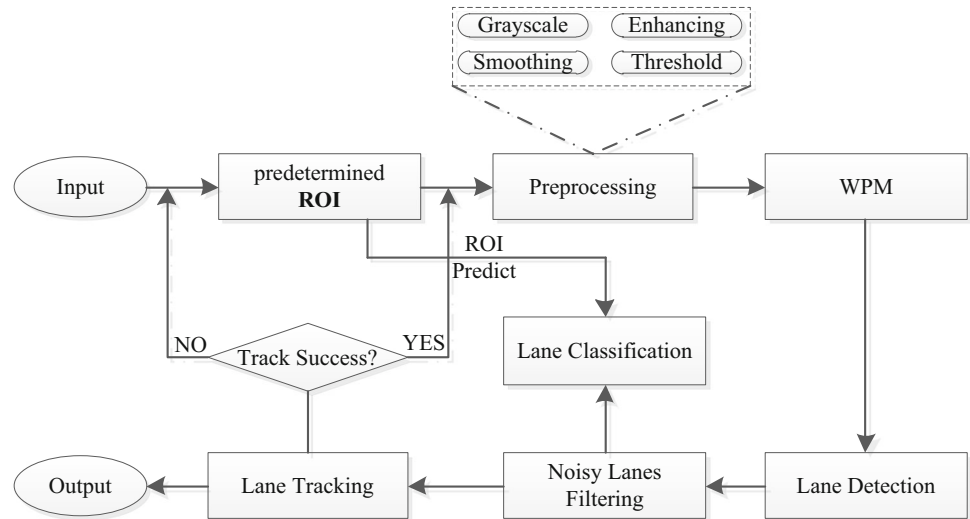 Grayscale
Enhancing
Smoothing
Threshold
Input
predetermined
ROI
Preprocessing
WPM
ROI
Predict
NO
Track Success?
YES
Lane Classification
Output
Lane Tracking
Noisy Lanes
Filtering
Lane Detection